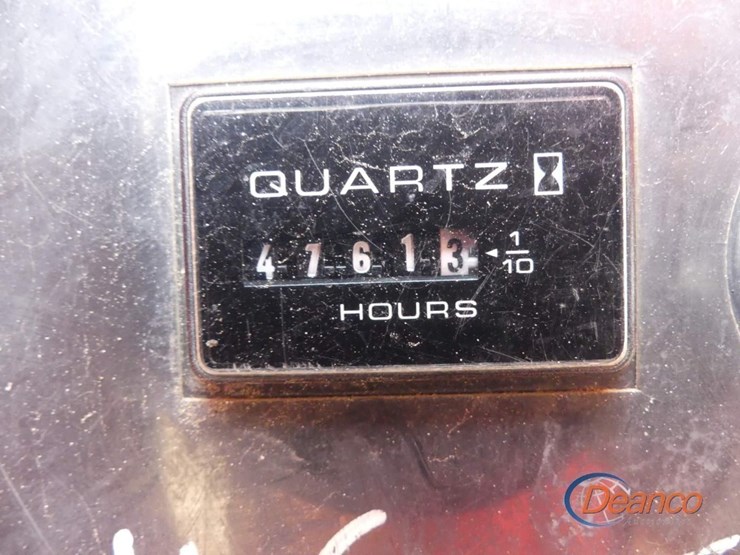 QUARTZ
4 7 6 1 3 ◄ 1/10
HOURS
Deanco